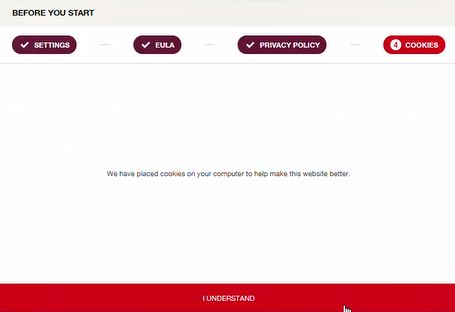 BEFORE YOU START
SETTINGS
EULA
PRIVACY POLICY
4 COOKIES
We have placed cookies on your computer to help make this website better.
I UNDERSTAND